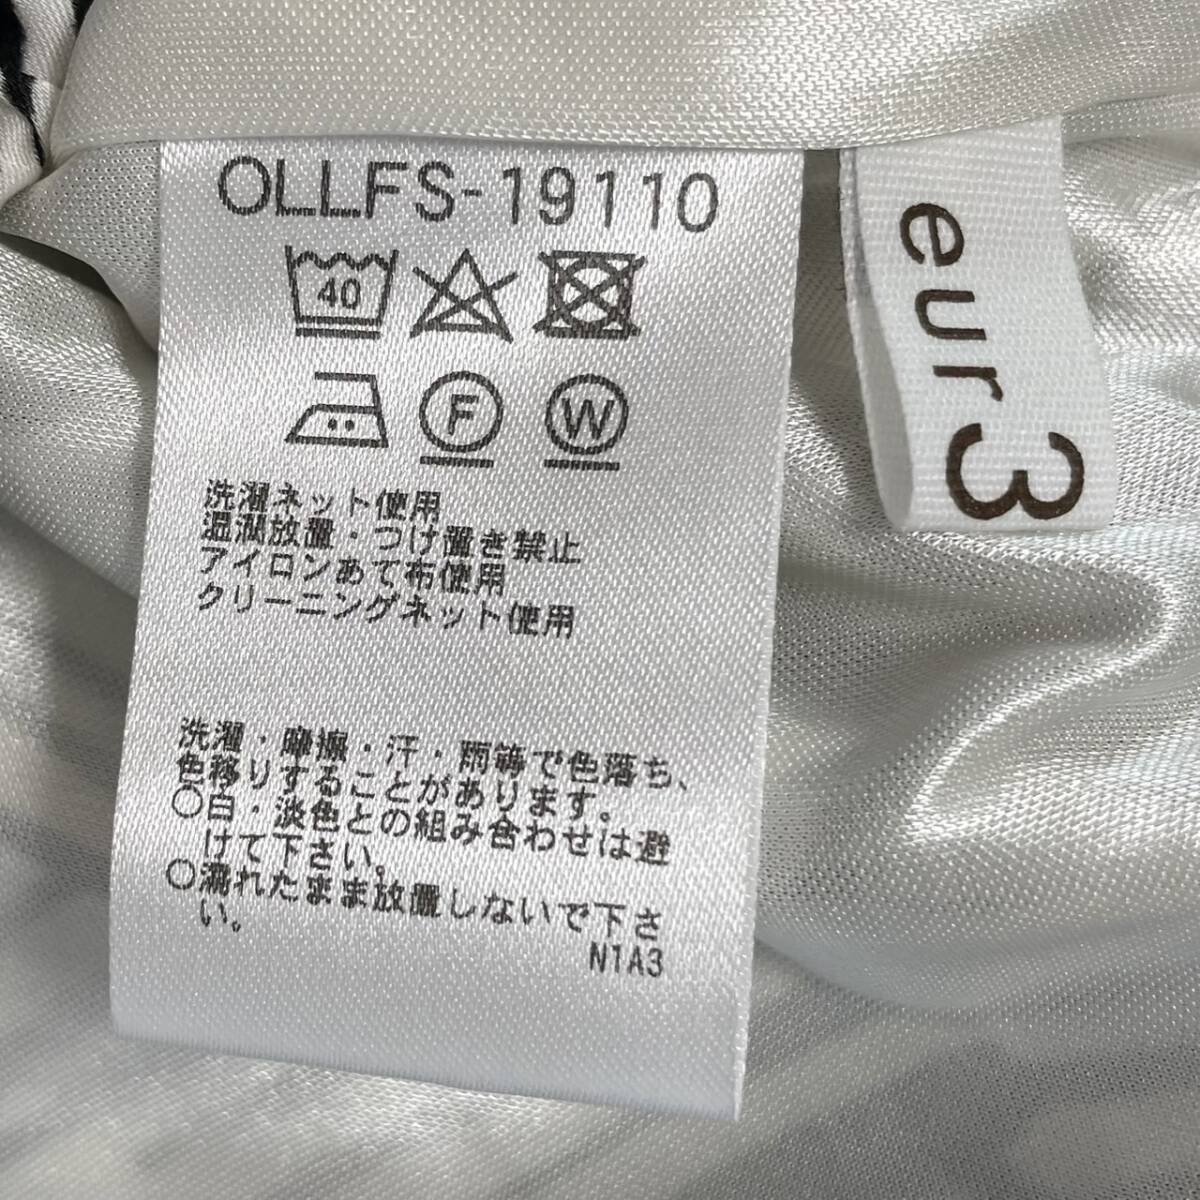 OLLFS-19110
40
F
W
洗濯ネット使用
温潤放置・つけ置き禁止
アイロンあて布使用
クリーニングネット使用
洗濯・摩擦・汗・雨等で色落ち、
色移りすることがあります。
○白・淡色との組み合わせは避
けて下さい。
○濡れたまま放置しないで下さ
い。
N1A3
eur3